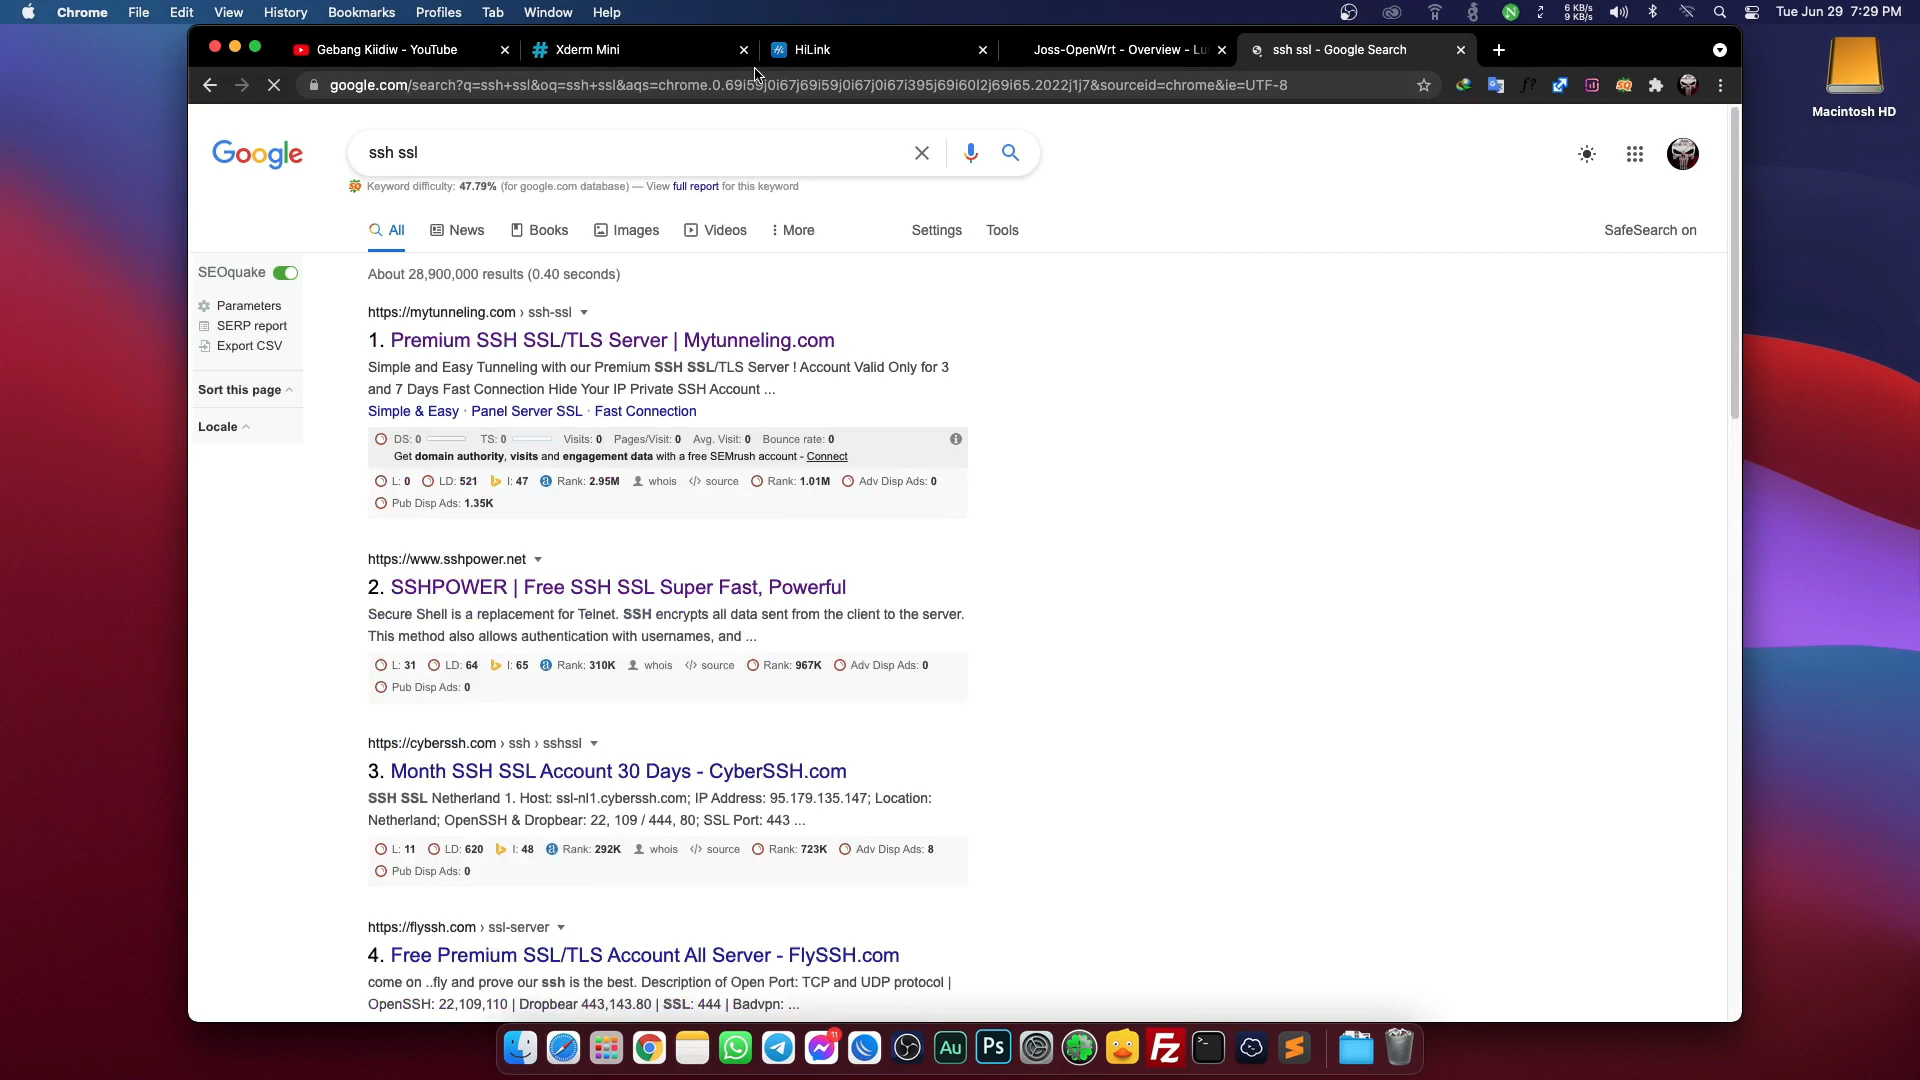 Chrome File Edit View History Bookmarks Profiles Tab Window Help
6 KB/s
9 KB/s
Tue Jun 29 7:29 PM
Gebang Kiidiw - YouTube
Xderm Mini
HiLink
Joss-OpenWrt - Overview - Lu
ssh ssl - Google Search
google.com/search?q=ssh+ssl&oq=ssh+ssl&aqs=chrome.0.69i59j0i67j69i59j0i67j0i67i395j69i60l2j69i65.2022j1j7&sourceid=chrome&ie=UTF-8
Macintosh HD
Google
ssh ssl
Keyword difficulty: 47.79% (for google.com database) — View full report for this keyword
All News Books Images Videos More Settings Tools SafeSearch on
SEOquake
Parameters
SERP report
Export CSV
Sort this page
Locale
About 28,900,000 results (0.40 seconds)
https://mytunneling.com › ssh-ssl
1. Premium SSH SSL/TLS Server | Mytunneling.com
Simple and Easy Tunneling with our Premium SSH SSL/TLS Server ! Account Valid Only for 3
and 7 Days Fast Connection Hide Your IP Private SSH Account ...
Simple & Easy · Panel Server SSL · Fast Connection
DS: 0 TS: 0 Visits: 0 Pages/Visit: 0 Avg. Visit: 0 Bounce rate: 0
Get domain authority, visits and engagement data with a free SEMrush account - Connect
L: 0 LD: 521 I: 47 Rank: 2.95M whois source Rank: 1.01M Adv Disp Ads: 0
Pub Disp Ads: 1.35K
https://www.sshpower.net
2. SSHPOWER | Free SSH SSL Super Fast, Powerful
Secure Shell is a replacement for Telnet. SSH encrypts all data sent from the client to the server.
This method also allows authentication with usernames, and ...
L: 31 LD: 64 I: 65 Rank: 310K whois source Rank: 967K Adv Disp Ads: 0
Pub Disp Ads: 0
https://cyberssh.com › ssh › sshssl
3. Month SSH SSL Account 30 Days - CyberSSH.com
SSH SSL Netherland 1. Host: ssl-nl1.cyberssh.com; IP Address: 95.179.135.147; Location:
Netherland; OpenSSH & Dropbear: 22, 109 / 444, 80; SSL Port: 443 ...
L: 11 LD: 620 I: 48 Rank: 292K whois source Rank: 723K Adv Disp Ads: 8
Pub Disp Ads: 0
https://flyssh.com › ssl-server
4. Free Premium SSL/TLS Account All Server - FlySSH.com
come on ..fly and prove our ssh is the best. Description of Open Port: TCP and UDP protocol |
OpenSSH: 22,109,110 | Dropbear 443,143.80 | SSL: 444 | Badvpn: ...
11
Au
Ps
Fz